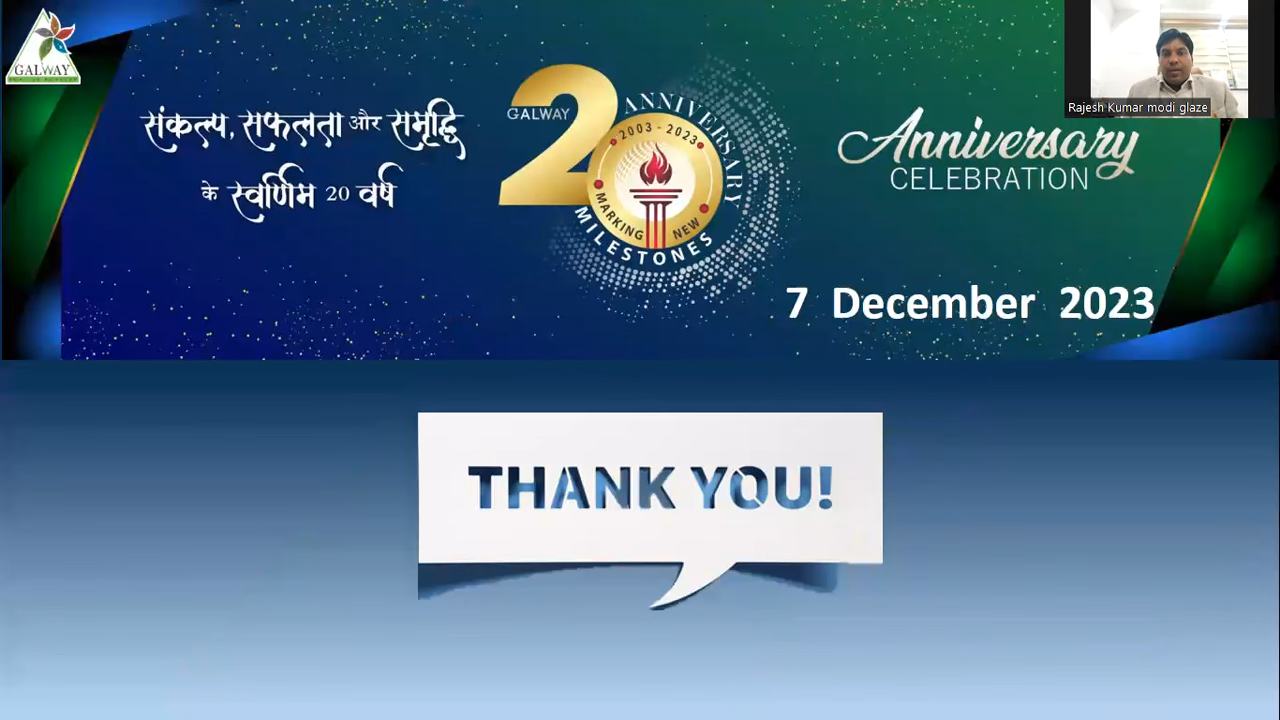 GALWAY
संकल्प, सफलता और समृद्धि
के स्वर्णिम 20 वर्ष
GALWAY
20
ANNIVERSARY
2003 - 2023
MARKING NEW
MILESTONES
Anniversary
CELEBRATION
Rajesh Kumar modi glaze
7 December 2023
THANK YOU!